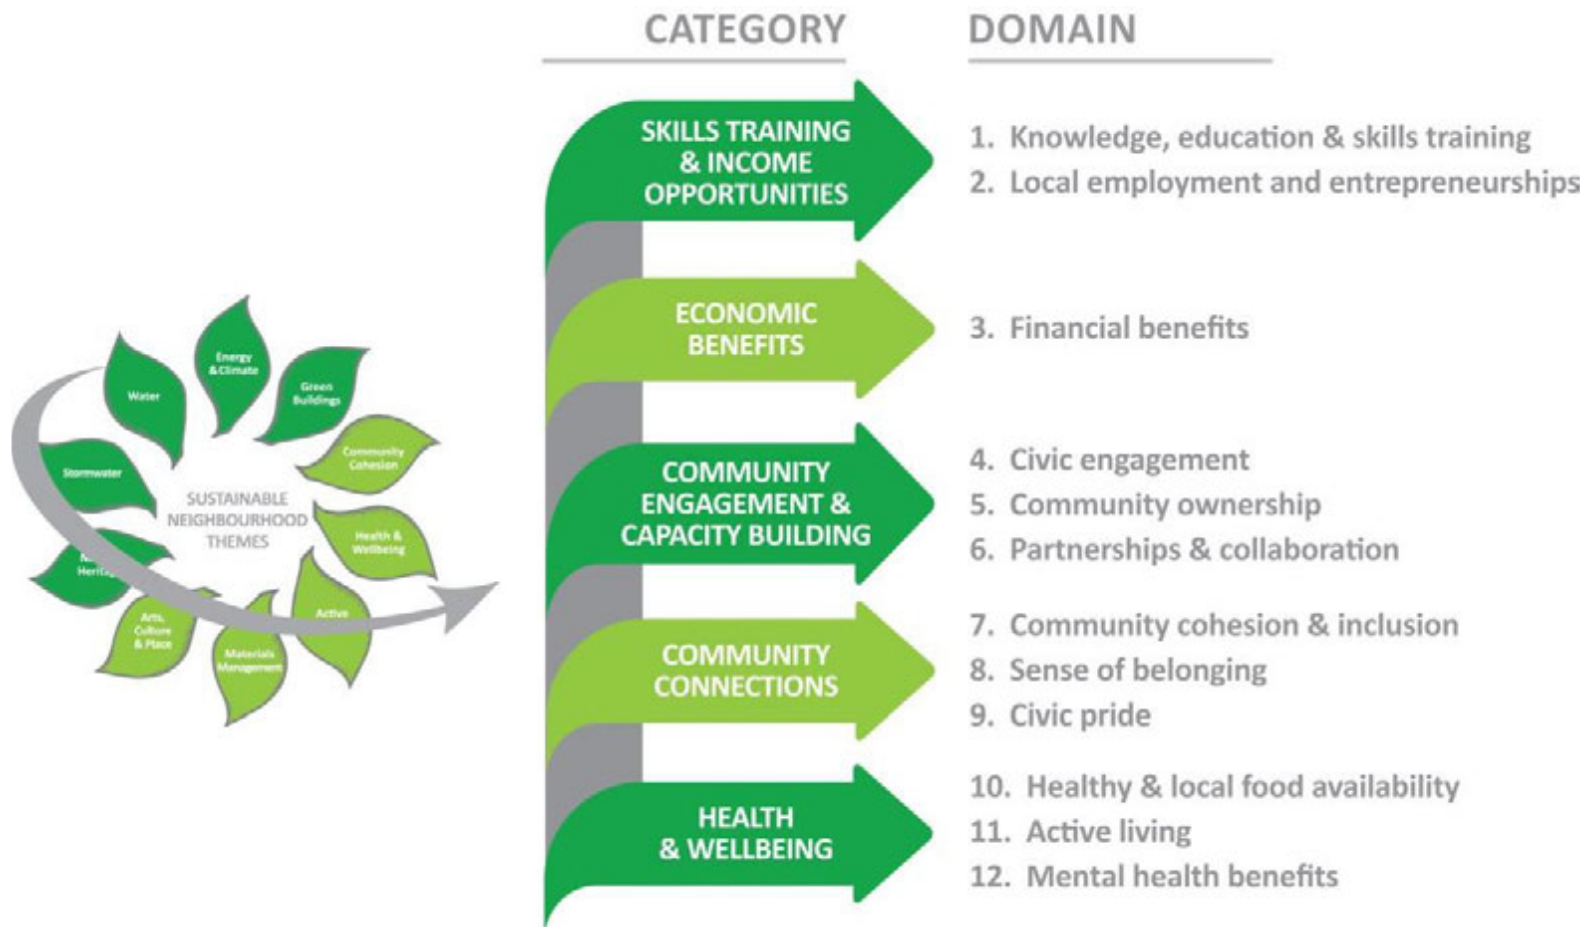 CATEGORY
DOMAIN
SKILLS TRAINING
& INCOME
OPPORTUNITIES
1. Knowledge, education & skills training
2. Local employment and entrepreneurships
ECONOMIC
BENEFITS
3. Financial benefits
COMMUNITY
ENGAGEMENT &
CAPACITY BUILDING
4. Civic engagement
5. Community ownership
6. Partnerships & collaboration
COMMUNITY
CONNECTIONS
7. Community cohesion & inclusion
8. Sense of belonging
9. Civic pride
HEALTH
& WELLBEING
10. Healthy & local food availability
11. Active living
12. Mental health benefits
SUSTAINABLE
NEIGHBOURHOOD
THEMES
Energy
& Climate
Green
Buildings
Community
Cohesion
Health &
Wellbeing
Active
Materials
Management
Arts,
Culture
& Place
Stormwater
Water